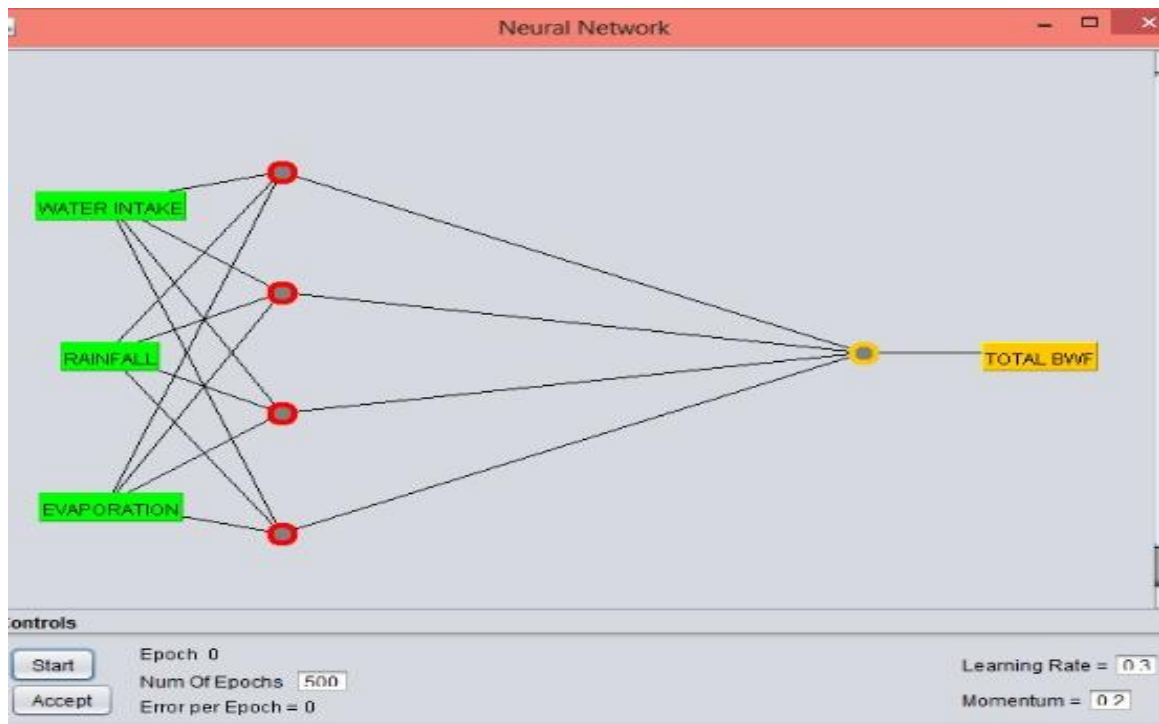 Neural Network
WATER INTAKE
RAINFALL
EVAPORATION
TOTAL BWF
Controls
Start
Accept
Epoch 0
Num Of Epochs 500
Error per Epoch = 0
Learning Rate = 0.3
Momentum = 0.2